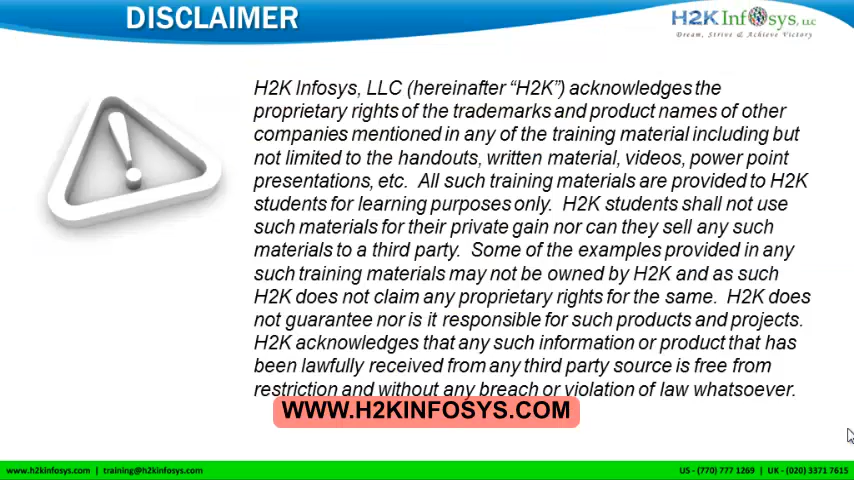 DISCLAIMER
H2K Infosys, LLC
Dream, Strive & Achieve Victory
H2K Infosys, LLC (hereinafter “H2K”) acknowledges the
proprietary rights of the trademarks and product names of other
companies mentioned in any of the training material including but
not limited to the handouts, written material, videos, power point
presentations, etc.  All such training materials are provided to H2K
students for learning purposes only.  H2K students shall not use
such materials for their private gain nor can they sell any such
materials to a third party.  Some of the examples provided in any
such training materials may not be owned by H2K and as such
H2K does not claim any proprietary rights for the same.  H2K does
not guarantee nor is it responsible for such products and projects.
H2K acknowledges that any such information or product that has
been lawfully received from any third party source is free from
restriction and without any breach or violation of law whatsoever.
WWW.H2KINFOSYS.COM
www.h2kinfosys.com | training@h2kinfosys.com
US - (770) 777 1269 | UK - (020) 3371 7615